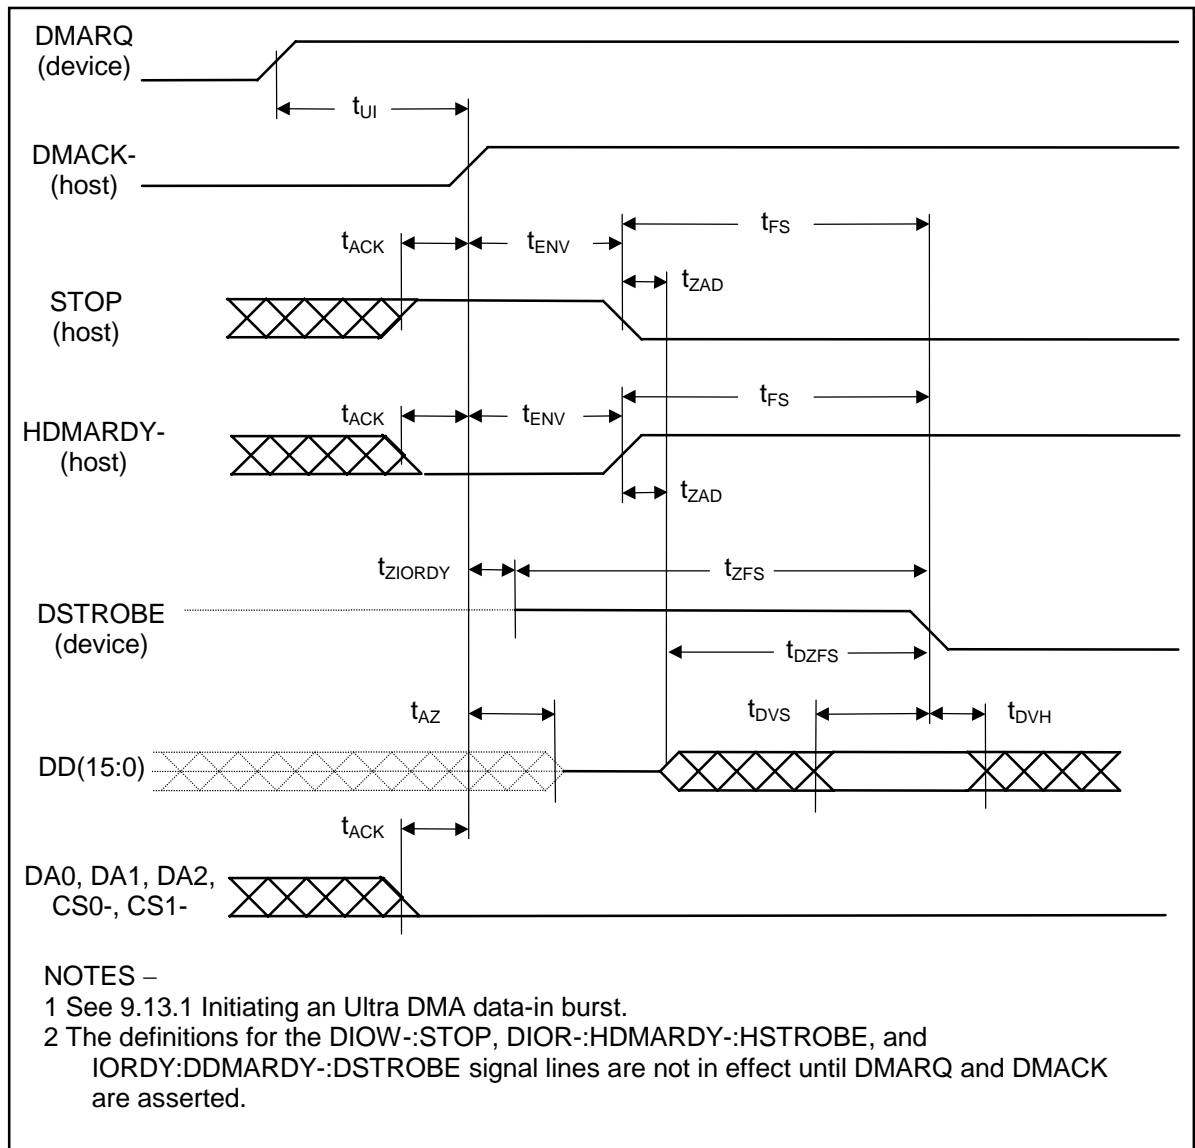 DMARQ
(device)
tUI
DMACK-
(host)
tFS
tACK
tENV
tZAD
STOP
(host)
tFS
tACK
tENV
HDMARDY-
(host)
tZAD
tZIORDY
tZFS
DSTROBE
(device)
tDZFS
tAZ
tDVS
tDVH
DD(15:0)
tACK
DA0, DA1, DA2,
CS0-, CS1-
NOTES –
1 See 9.13.1 Initiating an Ultra DMA data-in burst.
2 The definitions for the DIOW-:STOP, DIOR-:HDMARDY-:HSTROBE, and
IORDY:DDMARDY-:DSTROBE signal lines are not in effect until DMARQ and DMACK
are asserted.